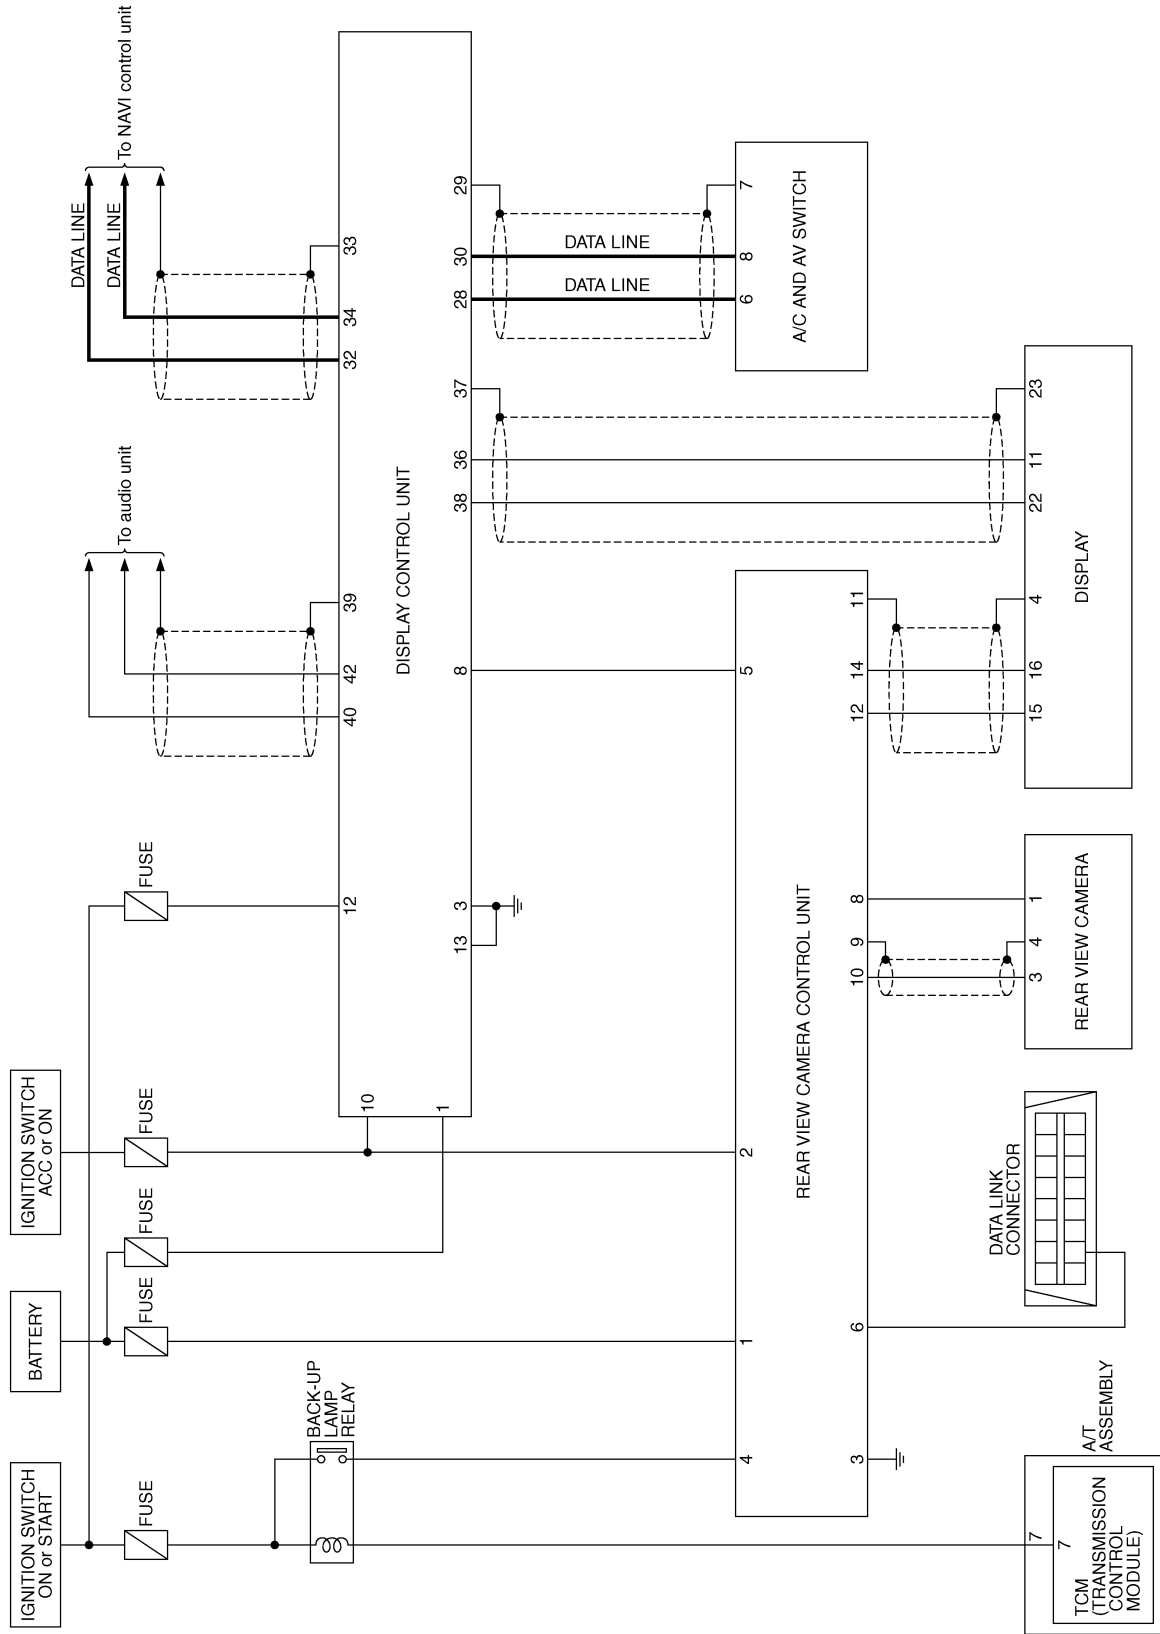 IGNITION SWITCH
ON or START
BATTERY
IGNITION SWITCH
ACC or ON
FUSE
FUSE
FUSE
FUSE
FUSE
To audio unit
To NAVI control unit
DATA LINE
DATA LINE
BACK-UP
LAMP
RELAY
10
1
12
40
42
39
32
34
33
DISPLAY CONTROL UNIT
13
3
8
38
36
37
28
30
29
DATA LINE
DATA LINE
4
1
2
5
6
8
7
REAR VIEW CAMERA CONTROL UNIT
A/C AND AV SWITCH
3
6
10
9
8
12
14
11
A/T
ASSEMBLY
7
7
TCM
(TRANSMISSION
CONTROL
MODULE)
DATA LINK
CONNECTOR
3
4
1
REAR VIEW CAMERA
15
16
4
22
11
23
DISPLAY